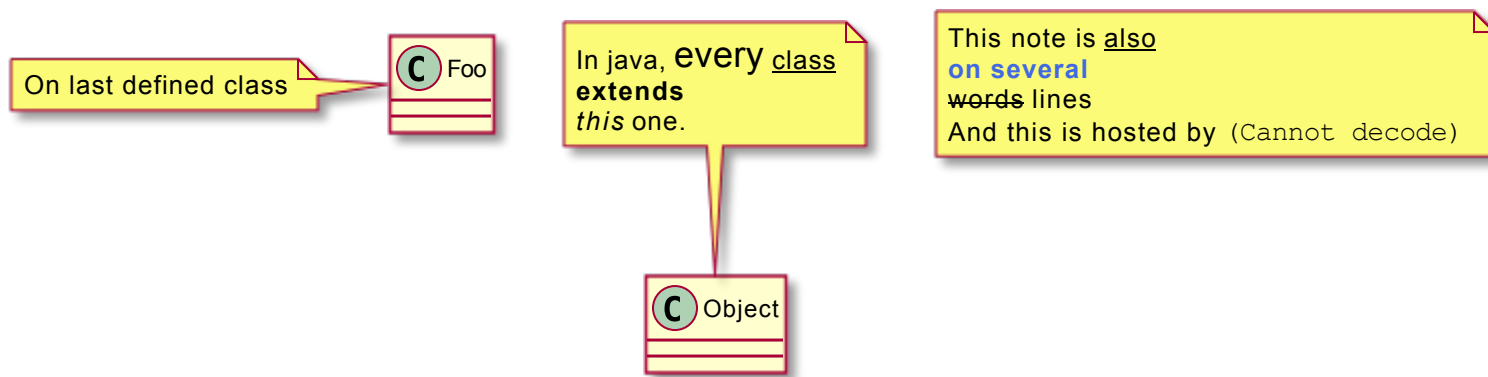 On last defined class
C Foo
In java, every class
extends
this one.
C Object
This note is also
on several
words lines
And this is hosted by (Cannot decode)